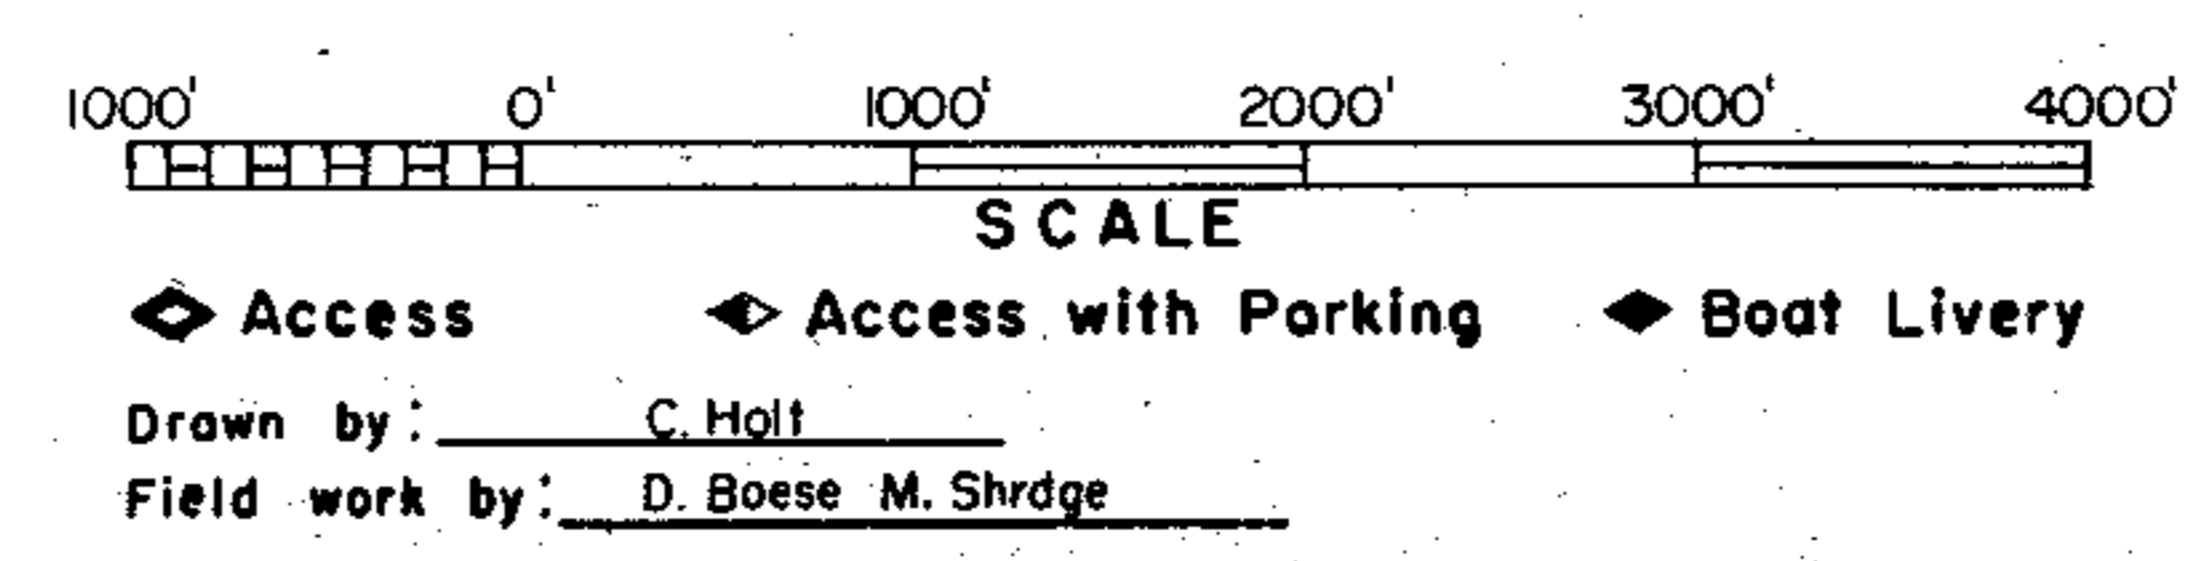 1000' 0' 1000' 2000' 3000' 4000'
SCALE
Access Access with Parking Boat Livery
Drawn by: C. Holt
Field work by: D. Boese M. Shrdge